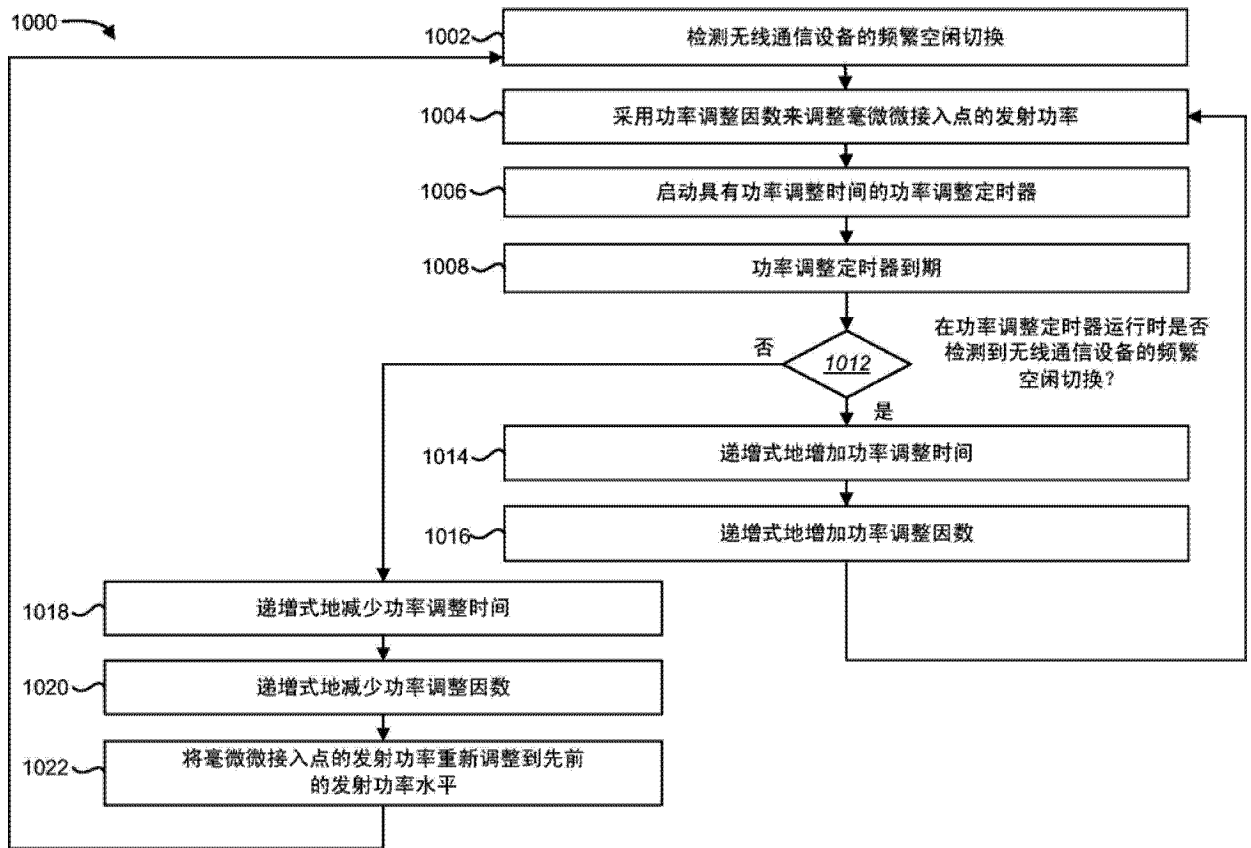 1000
1002
检测无线通信设备的频繁空闲切换
1004
采用功率调整因数来调整毫微微接入点的发射功率
1006
启动具有功率调整时间的功率调整定时器
1008
功率调整定时器到期
在功率调整定时器运行时是否
检测到无线通信设备的频繁
空闲切换?
否
1012
是
1014
递增式地增加功率调整时间
1016
递增式地增加功率调整因数
1018
递增式地减少功率调整时间
1020
递增式地减少功率调整因数
1022
将毫微微接入点的发射功率重新调整到先前
的发射功率水平